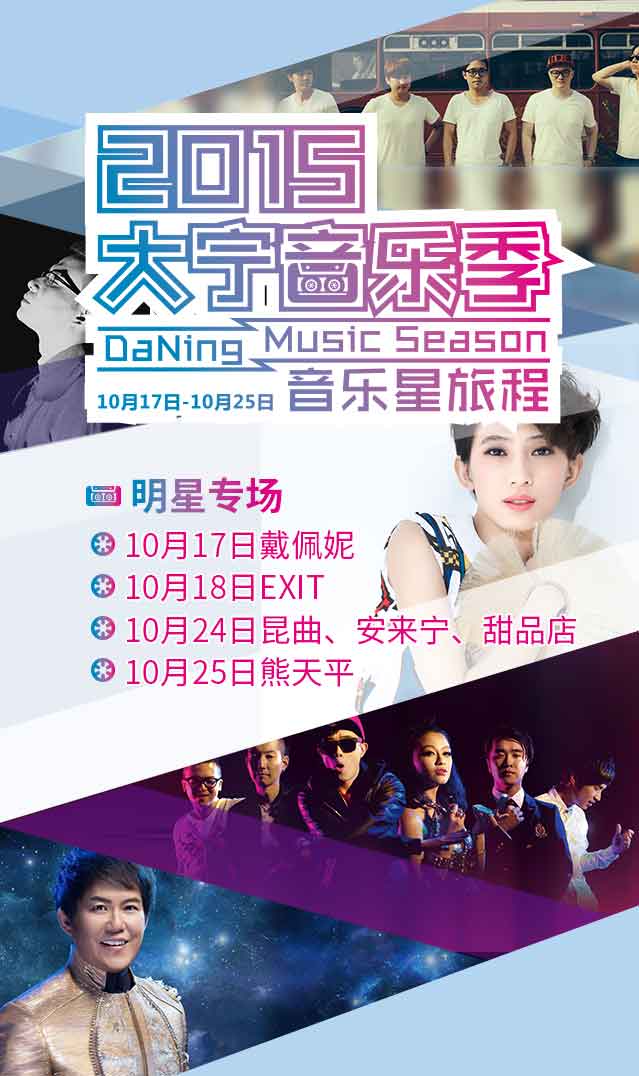 2015
大宁音乐季
DaNing Music Season
10月17日-10月25日 音乐星旅程
明星专场
10月17日戴佩妮
10月18日EXIT
10月24日昆曲、安来宁、甜品店
10月25日熊天平